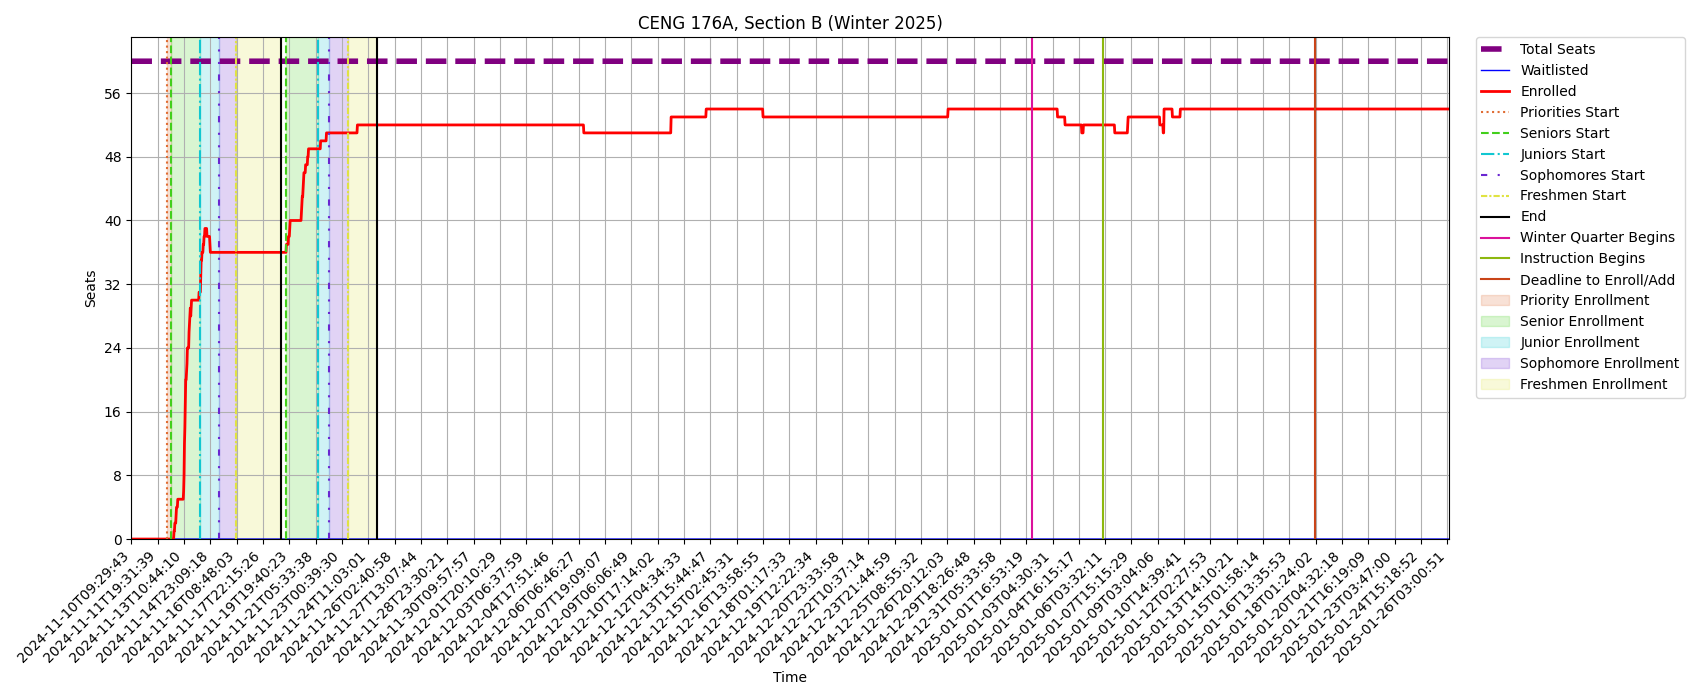 CENG 176A, Section B (Winter 2025)
Seats
56
48
40
32
24
16
8
0
2024-11-10T09:29:43
2024-11-11T19:31:39
2024-11-13T10:44:10
2024-11-14T23:09:18
2024-11-16T08:48:03
2024-11-17T22:15:26
2024-11-19T19:40:23
2024-11-21T05:33:38
2024-11-23T00:39:30
2024-11-24T11:03:01
2024-11-26T02:40:58
2024-11-27T13:07:44
2024-11-28T23:30:21
2024-11-30T09:57:57
2024-12-01T20:10:29
2024-12-03T06:37:59
2024-12-04T17:51:46
2024-12-06T06:46:27
2024-12-07T19:09:07
2024-12-09T06:06:49
2024-12-10T17:14:02
2024-12-12T04:34:33
2024-12-13T15:44:47
2024-12-15T02:45:31
2024-12-16T13:58:55
2024-12-18T01:17:33
2024-12-19T12:22:34
2024-12-20T23:33:58
2024-12-22T10:37:14
2024-12-23T21:44:59
2024-12-25T08:55:32
2024-12-26T20:12:03
2024-12-29T18:26:48
2024-12-31T05:33:58
2025-01-01T16:53:19
2025-01-03T04:30:31
2025-01-04T16:15:17
2025-01-06T03:32:11
2025-01-07T15:15:29
2025-01-09T03:04:06
2025-01-10T14:39:41
2025-01-12T02:27:53
2025-01-13T14:10:21
2025-01-15T01:58:14
2025-01-16T13:35:53
2025-01-18T01:24:02
2025-01-20T04:32:18
2025-01-21T16:19:09
2025-01-23T03:47:00
2025-01-24T15:18:52
2025-01-26T03:00:51
Time
Total Seats
Waitlisted
Enrolled
Priorities Start
Seniors Start
Juniors Start
Sophomores Start
Freshmen Start
End
Winter Quarter Begins
Instruction Begins
Deadline to Enroll/Add
Priority Enrollment
Senior Enrollment
Junior Enrollment
Sophomore Enrollment
Freshmen Enrollment